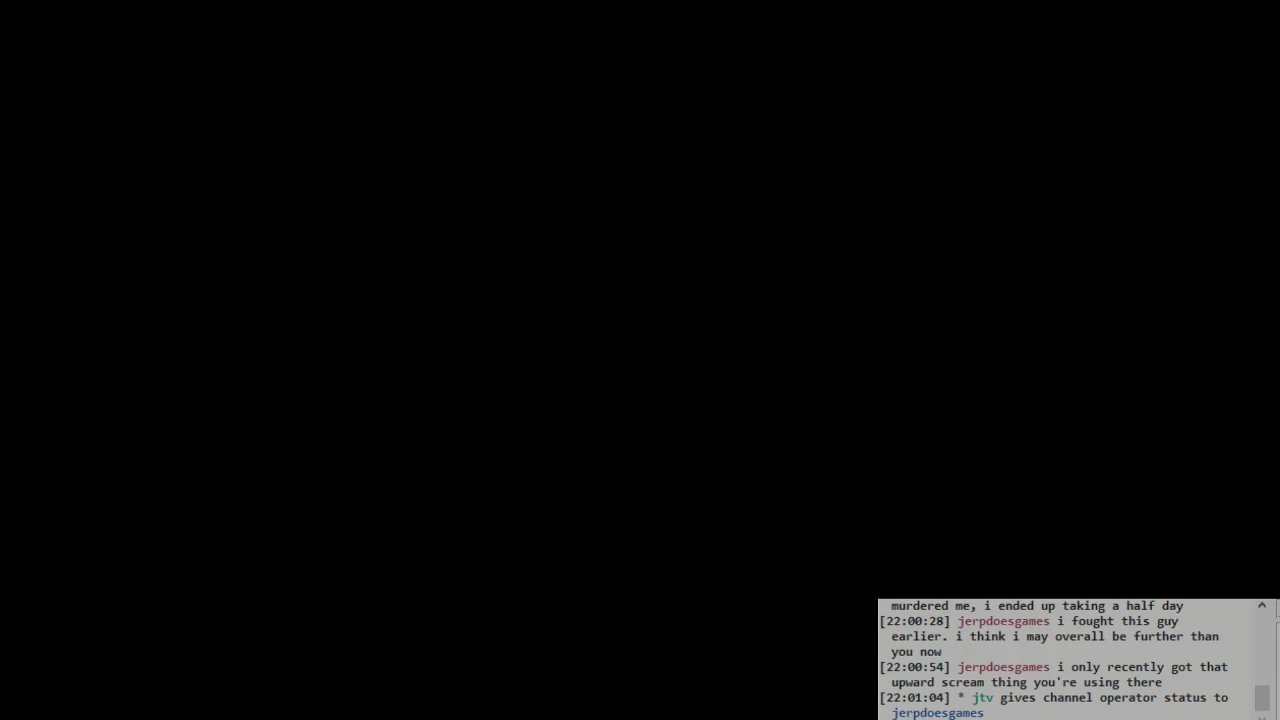 murdered me, i ended up taking a half day
[22:00:28] jerpdoesgames i fought this guy
earlier. i think i may overall be further than
you now
[22:00:54] jerpdoesgames i only recently got that
upward scream thing you're using there
[22:01:04] * jtv gives channel operator status to
jerpdoesgames